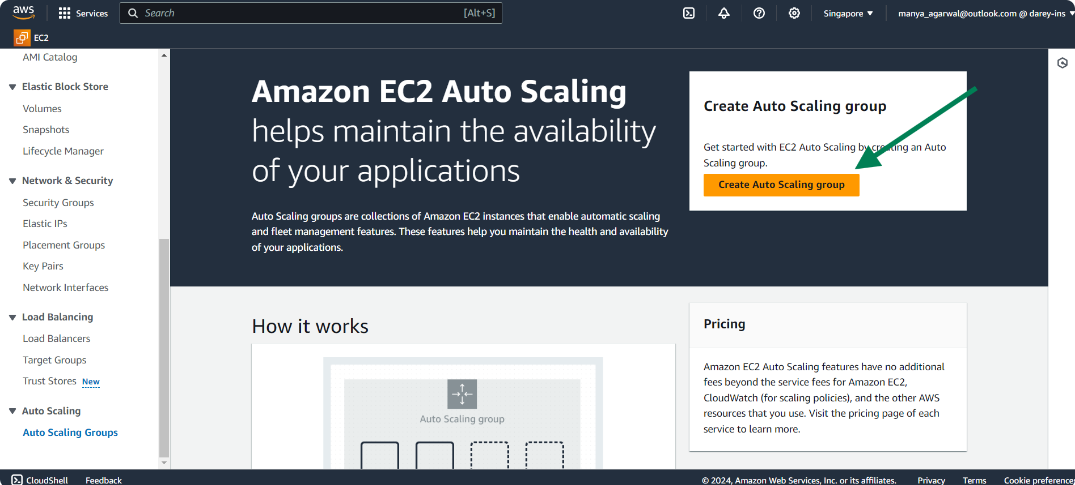 aws
Services
Search
[Alt+S]
Singapore
manya_agarwal@outlook.com @ darey-ins
EC2
AMI Catalog
Elastic Block Store
Volumes
Snapshots
Lifecycle Manager
Network & Security
Security Groups
Elastic IPs
Placement Groups
Key Pairs
Network Interfaces
Load Balancing
Load Balancers
Target Groups
Trust Stores New
Auto Scaling
Auto Scaling Groups
Amazon EC2 Auto Scaling
helps maintain the availability
of your applications
Auto Scaling groups are collections of Amazon EC2 instances that enable automatic scaling
and fleet management features. These features help you maintain the health and availability
of your applications.
Create Auto Scaling group
Get started with EC2 Auto Scaling by creating an Auto
Scaling group.
Create Auto Scaling group
How it works
Auto Scaling group
Pricing
Amazon EC2 Auto Scaling features have no additional
fees beyond the service fees for Amazon EC2,
CloudWatch (for scaling policies), and the other AWS
resources that you use. Visit the pricing page of each
service to learn more.
CloudShell
Feedback
© 2024, Amazon Web Services, Inc. or its affiliates.
Privacy
Terms
Cookie preference